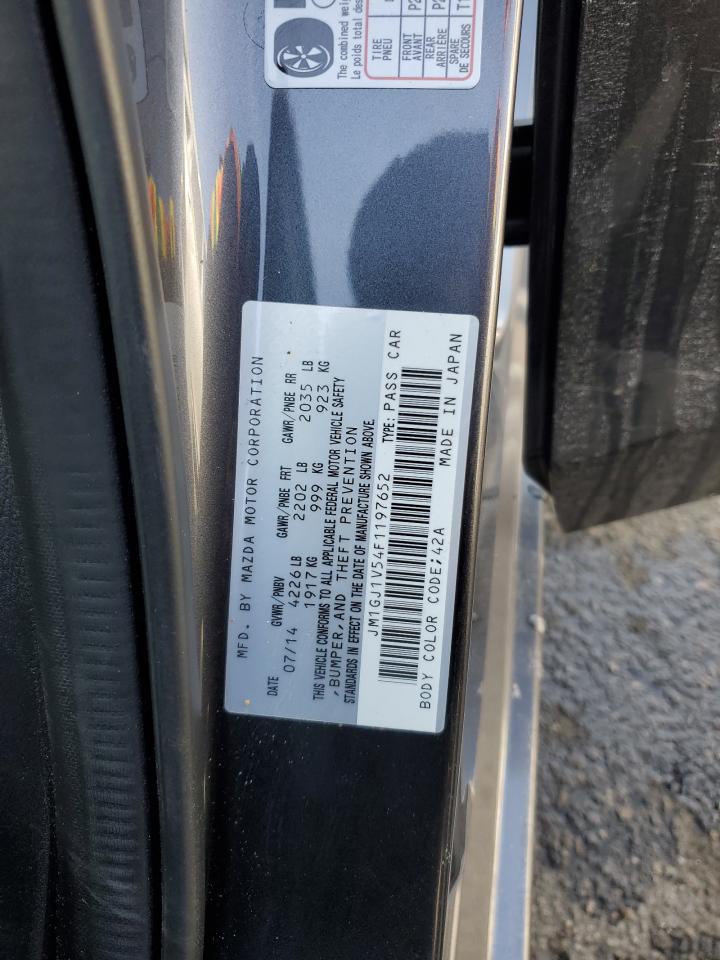 The combined wei
Le poids total des
TIRE
PNEU
FRONT
AVANT
P2
REAR
ARRIÈRE
P2
SPARE
DE SECOURS
T1
MFD. BY MAZDA MOTOR CORPORATION
DATE GVWR/PNBV GAWR/PNBE FRT GAWR/PNBE RR
07/14 4226 LB 2202 LB 2035 LB
1917 KG 999 KG 923 KG
THIS VEHICLE CONFORMS TO ALL APPLICABLE FEDERAL MOTOR VEHICLE SAFETY
,BUMPER,AND THEFT PREVENTION
STANDARDS IN EFFECT ON THE DATE OF MANUFACTURE SHOWN ABOVE.
JM1GJ1V54F1197652 TYPE: PASS CAR
BODY COLOR CODE;42A MADE IN JAPAN